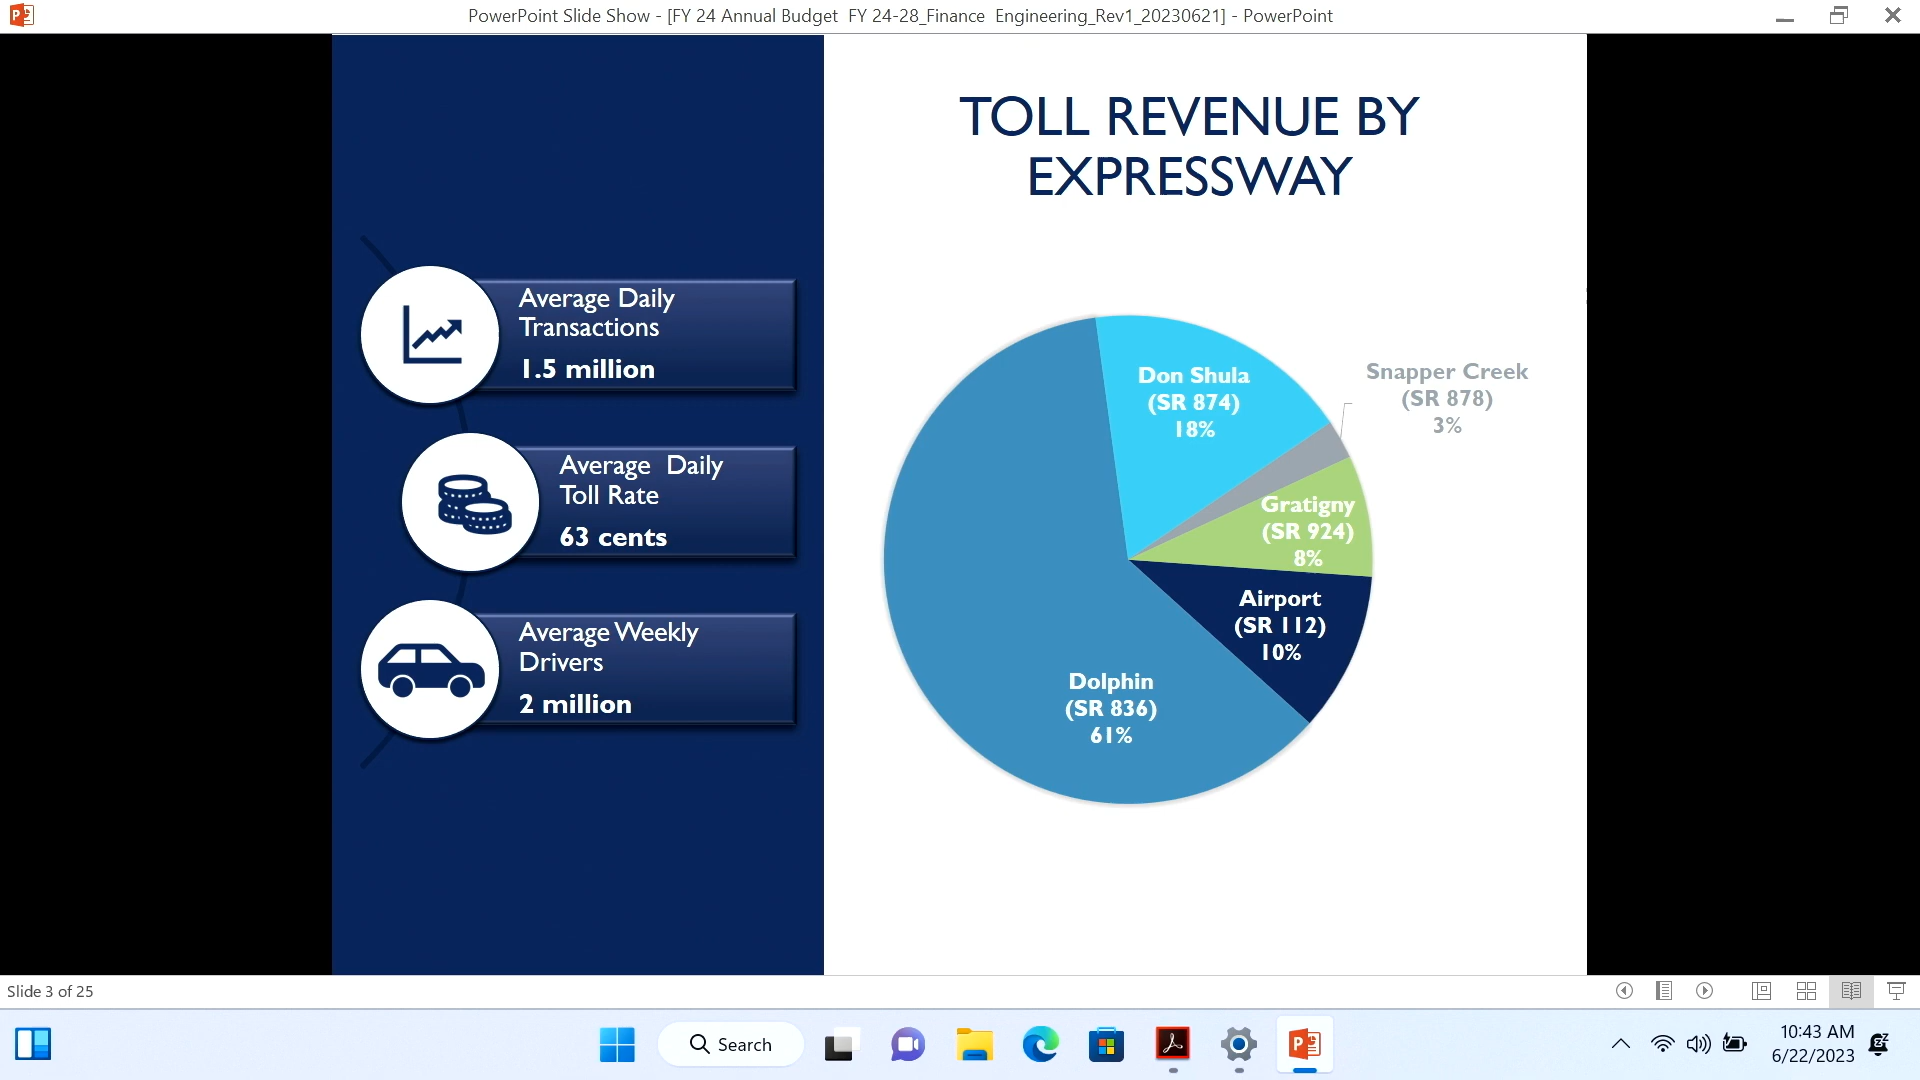 PowerPoint Slide Show - [FY 24 Annual Budget  FY 24-28_Finance  Engineering_Rev1_20230621] - PowerPoint
TOLL REVENUE BY
EXPRESSWAY
Average Daily
Transactions
1.5 million
Average  Daily
Toll Rate
63 cents
Average Weekly
Drivers
2 million
Don Shula
(SR 874)
18%
Snapper Creek
(SR 878)
3%
Gratigny
(SR 924)
8%
Airport
(SR 112)
10%
Dolphin
(SR 836)
61%
Slide 3 of 25
Search
10:43 AM
6/22/2023